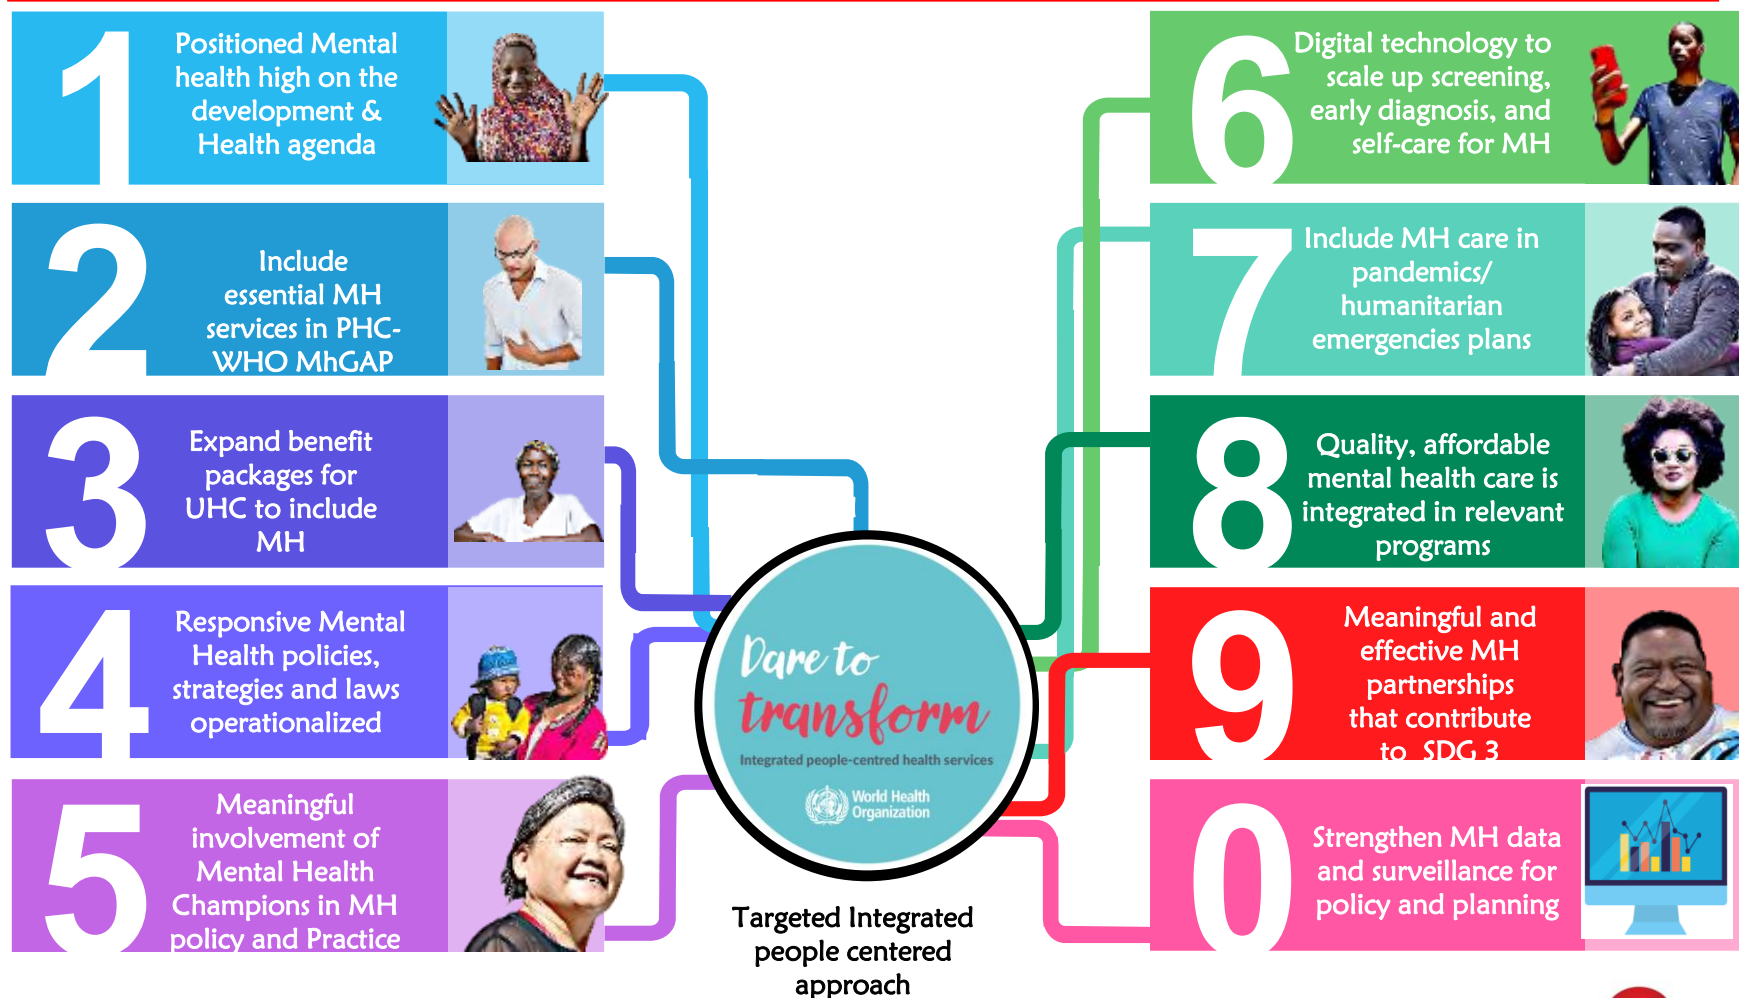 1
Positioned Mental
health high on the
development &
Health agenda
2
Include
essential MH
services in PHC-
WHO MhGAP
3
Expand benefit
packages for
UHC to include
MH
4
Responsive Mental
Health policies,
strategies and laws
operationalized
5
Meaningful
involvement of
Mental Health
Champions in MH
policy and Practice
Dare to
transform
Integrated people-centred health services
World Health
Organization
Targeted Integrated
people centered
approach
6
Digital technology to
scale up screening,
early diagnosis, and
self-care for MH
7
Include MH care in
pandemics/
humanitarian
emergencies plans
8
Quality, affordable
mental health care is
integrated in relevant
programs
9
Meaningful and
effective MH
partnerships
that contribute
to SDG 3
0
Strengthen MH data
and surveillance for
policy and planning